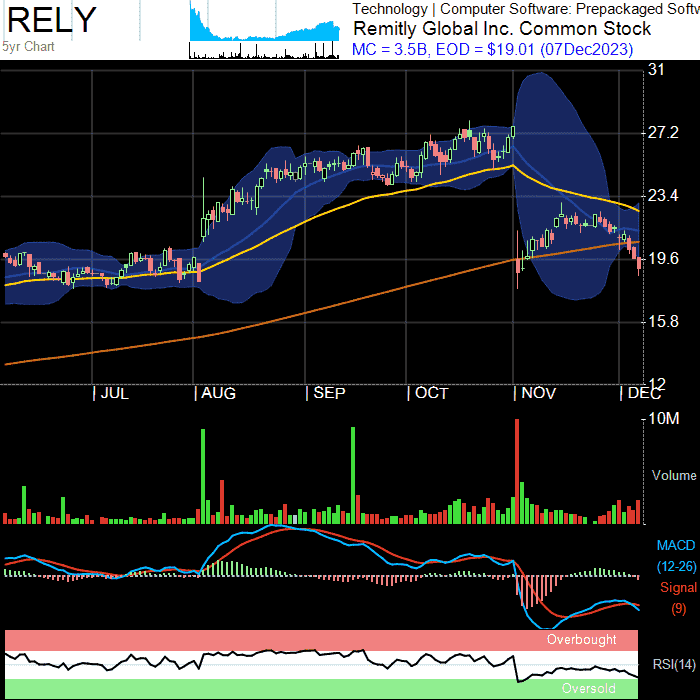 RELY
5yr Chart
Technology | Computer Software: Prepackaged Softw
Remitly Global Inc. Common Stock
MC = 3.5B, EOD = $19.01 (07Dec2023)
31
27.2
23.4
19.6
15.8
12
| JUL | AUG | SEP | OCT | NOV | DEC
10M
Volume
MACD
(12-26)
Signal
(9)
Overbought
RSI(14)
Oversold